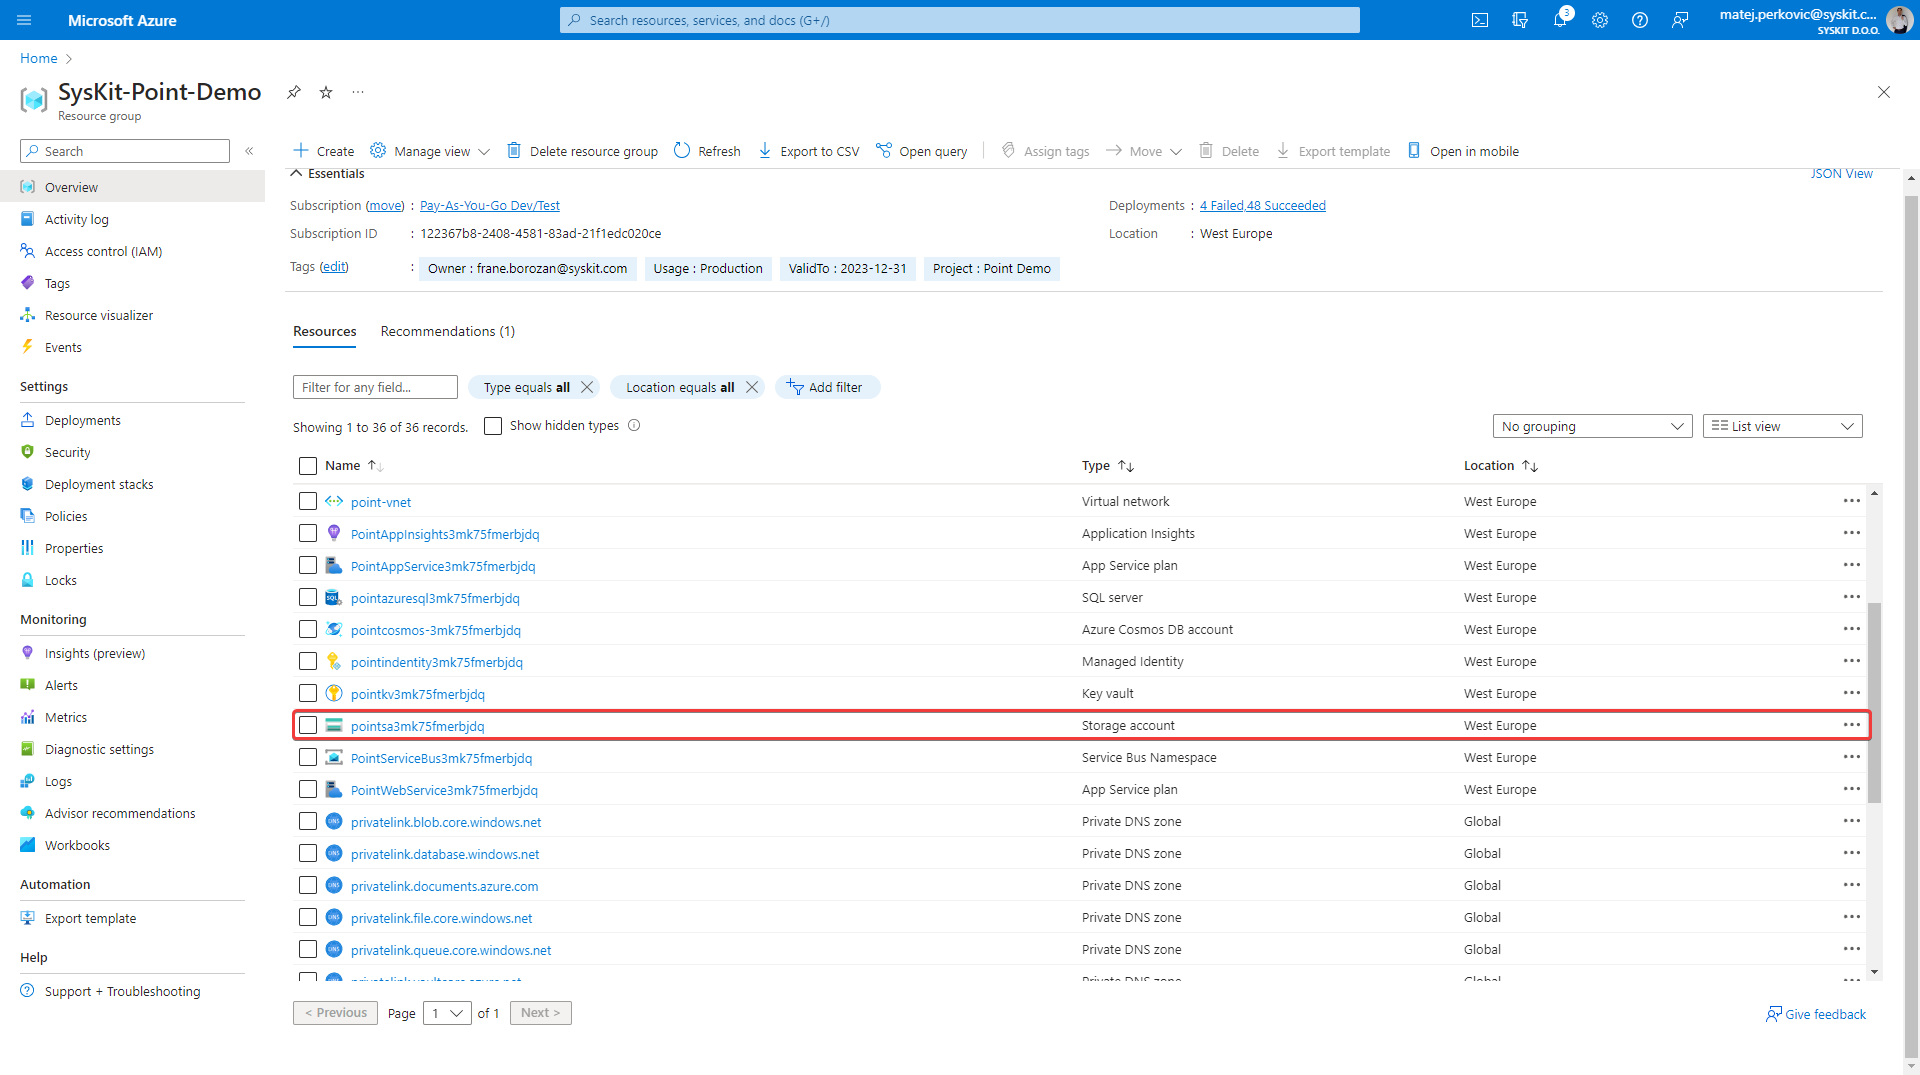 Microsoft Azure
Search resources, services, and docs (G+/)
3
matej.perkovic@syskit.c...
SYSKIT D.O.O.
Home
SysKit-Point-Demo
Resource group
Search
Create
Manage view
Delete resource group
Refresh
Export to CSV
Open query
Assign tags
Move
Delete
Export template
Open in mobile
Overview
Activity log
Access control (IAM)
Tags
Resource visualizer
Events
Settings
Deployments
Security
Deployment stacks
Policies
Properties
Locks
Monitoring
Insights (preview)
Alerts
Metrics
Diagnostic settings
Logs
Advisor recommendations
Workbooks
Automation
Export template
Help
Support + Troubleshooting
Essentials
JSON View
Subscription (move) : Pay-As-You-Go Dev/Test
Deployments : 4 Failed,48 Succeeded
Subscription ID : 122367b8-2408-4581-83ad-21f1edc020ce
Location : West Europe
Tags (edit) : Owner : frane.borozan@syskit.com Usage : Production ValidTo : 2023-12-31 Project : Point Demo
Resources Recommendations (1)
Filter for any field... Type equals all Location equals all Add filter
Showing 1 to 36 of 36 records. Show hidden types
No grouping List view
Name Type Location
point-vnet Virtual network West Europe
PointAppInsights3mk75fmerbjdq Application Insights West Europe
PointAppService3mk75fmerbjdq App Service plan West Europe
pointazuresql3mk75fmerbjdq SQL server West Europe
pointcosmos-3mk75fmerbjdq Azure Cosmos DB account West Europe
pointindentity3mk75fmerbjdq Managed Identity West Europe
pointkv3mk75fmerbjdq Key vault West Europe
pointsa3mk75fmerbjdq Storage account West Europe
PointServiceBus3mk75fmerbjdq Service Bus Namespace West Europe
PointWebService3mk75fmerbjdq App Service plan West Europe
privatelink.blob.core.windows.net Private DNS zone Global
privatelink.database.windows.net Private DNS zone Global
privatelink.documents.azure.com Private DNS zone Global
privatelink.file.core.windows.net Private DNS zone Global
privatelink.queue.core.windows.net Private DNS zone Global
privatelink.vaultcore.azure.net Private DNS zone Global
< Previous Page 1 of 1 Next >
Give feedback